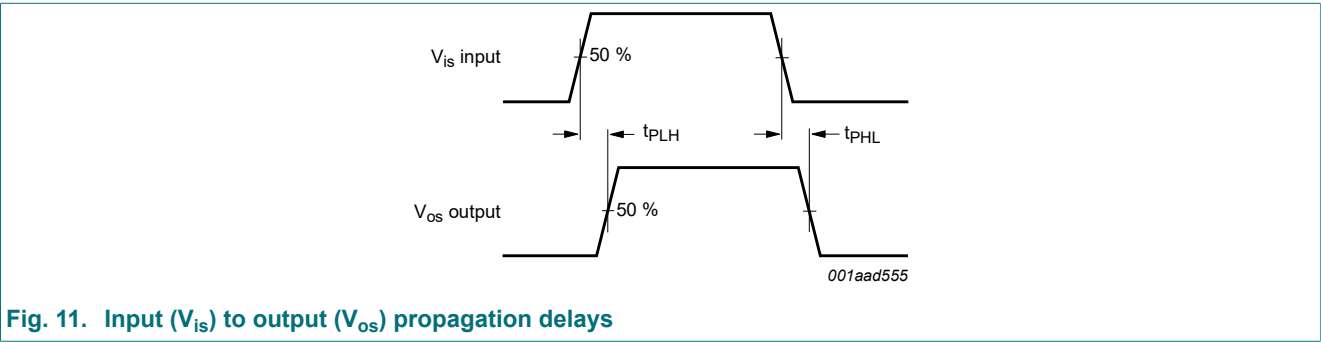 V_is input
50 %
t_PLH
t_PHL
V_os output
50 %
001aad555
Fig. 11. Input (V_is) to output (V_os) propagation delays